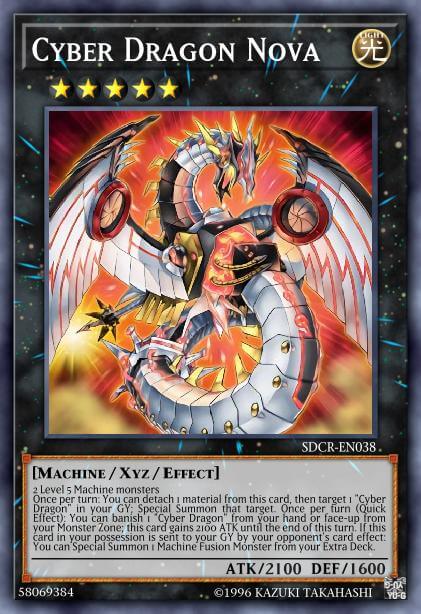 Cyber Dragon Nova
LIGHT
光
SDCR-EN038
[Machine / Xyz / Effect]
2 Level 5 Machine monsters
Once per turn: You can detach 1 material from this card, then target 1 "Cyber
Dragon" in your GY; Special Summon that target. Once per turn (Quick
Effect): You can banish 1 "Cyber Dragon" from your hand or face-up from
your Monster Zone; this card gains 2100 ATK until the end of this turn. If this
card in your possession is sent to your GY by your opponent's card effect:
You can Special Summon 1 Machine Fusion Monster from your Extra Deck.
ATK/2100 DEF/1600
58069384
©1996 KAZUKI TAKAHASHI